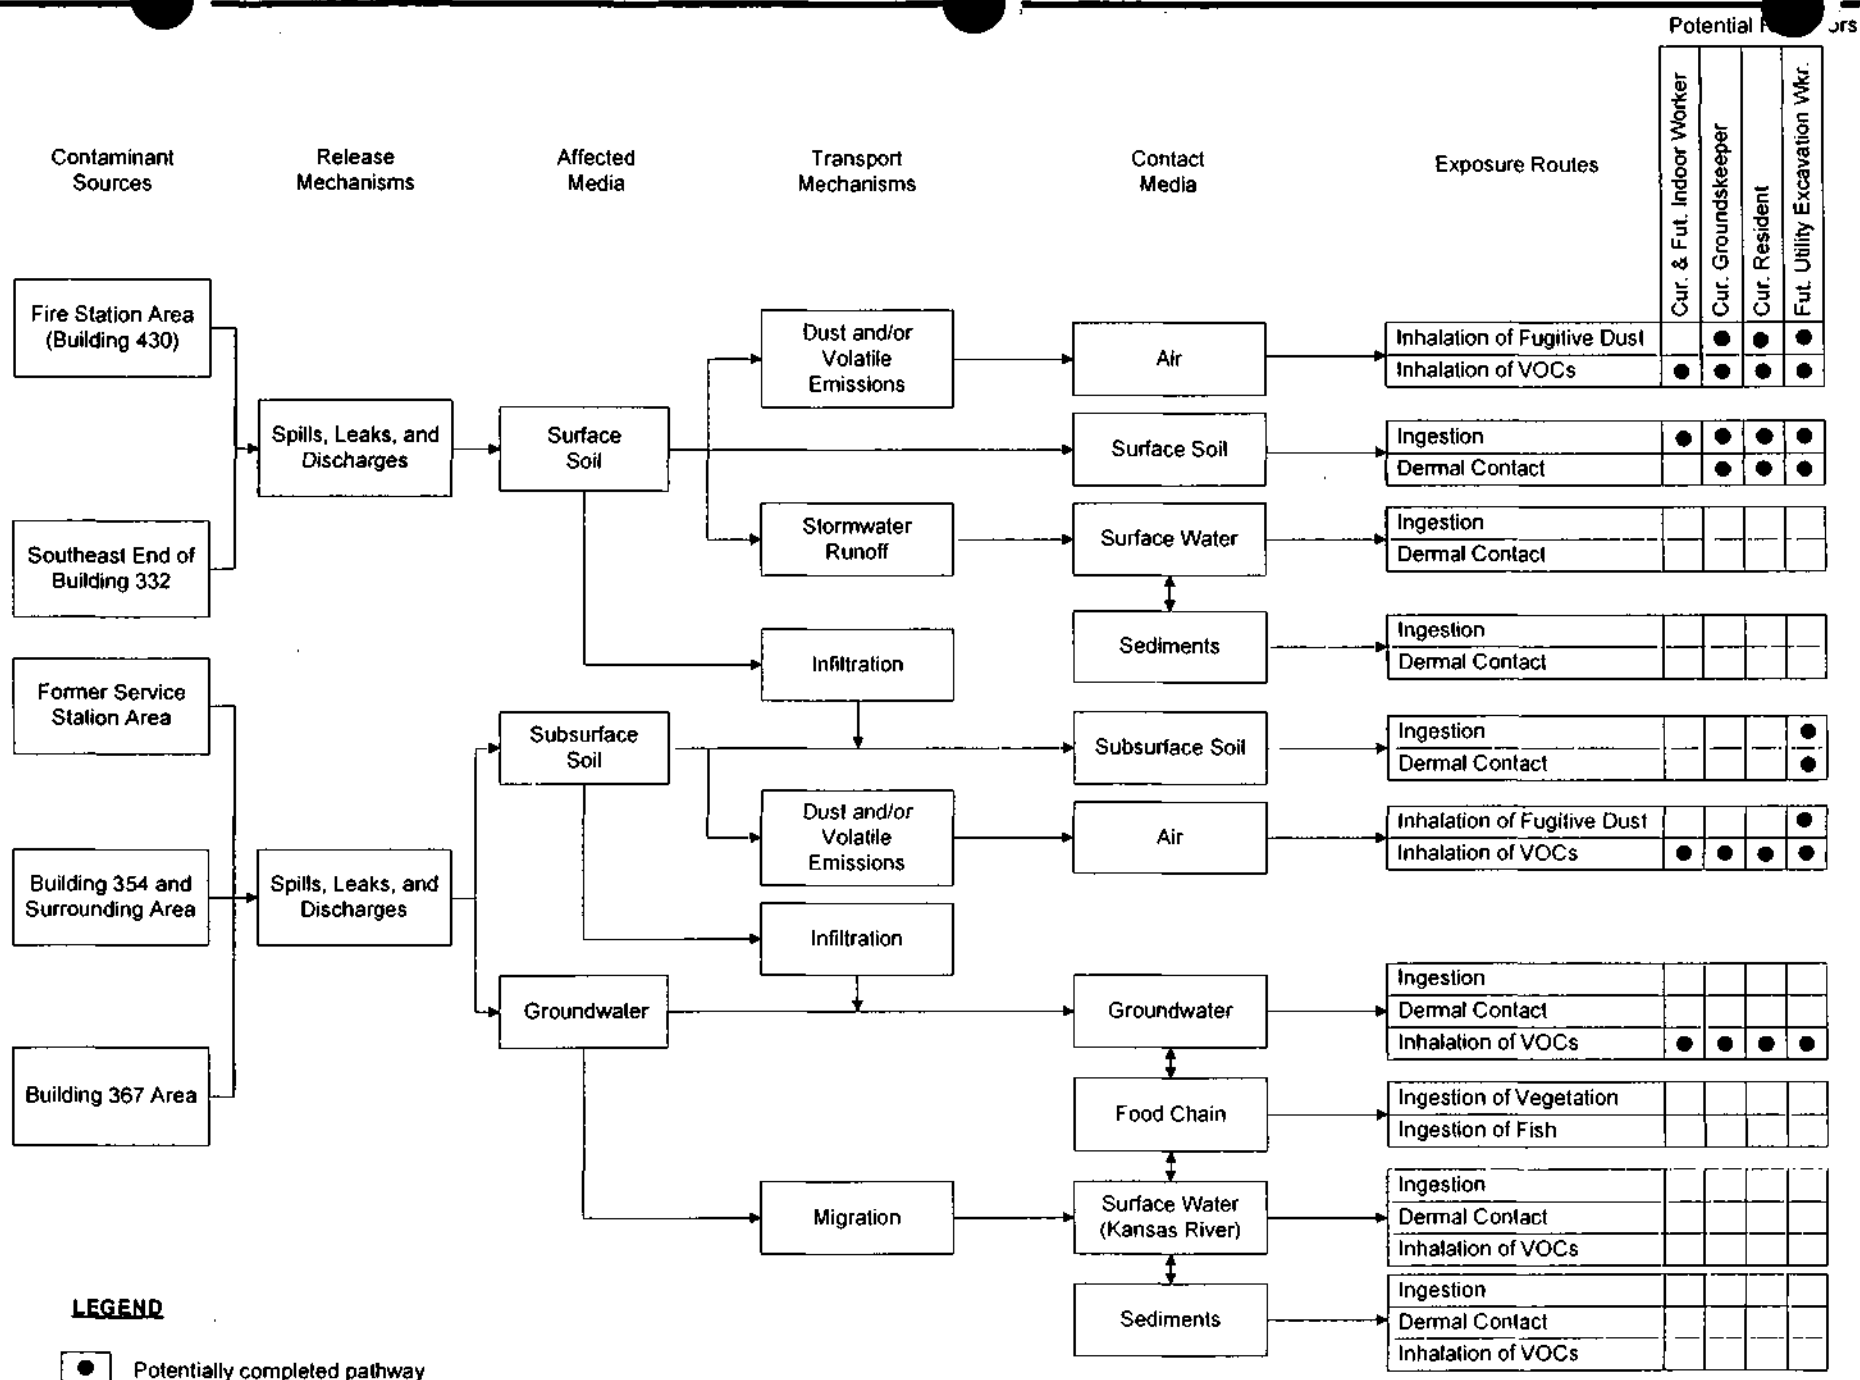 Potential
Cur. & Fut. Indoor Worker
Cur. Groundskeeper
Cur. Resident
Fut. Utility Excavation Wkr.
Contaminant
Sources
Release
Mechanisms
Affected
Media
Transport
Mechanisms
Contact
Media
Exposure Routes
Fire Station Area
(Building 430)
Southeast End of
Building 332
Former Service
Station Area
Building 354 and
Surrounding Area
Building 367 Area
Spills, Leaks, and
Discharges
Spills, Leaks, and
Discharges
Surface
Soil
Subsurface
Soil
Groundwater
Dust and/or
Volatile
Emissions
Stormwater
Runoff
Infiltration
Dust and/or
Volatile
Emissions
Infiltration
Migration
Air
Surface Soil
Surface Water
Sediments
Subsurface Soil
Air
Groundwater
Food Chain
Surface Water
(Kansas River)
Sediments
Inhalation of Fugitive Dust
Inhalation of VOCs
Ingestion
Dermal Contact
Ingestion
Dermal Contact
Ingestion
Dermal Contact
Ingestion
Dermal Contact
Inhalation of Fugitive Dust
Inhalation of VOCs
Ingestion
Dermal Contact
Inhalation of VOCs
Ingestion of Vegetation
Ingestion of Fish
Ingestion
Dermal Contact
Inhalation of VOCs
Ingestion
Dermal Contact
Inhalation of VOCs
LEGEND
Potentially completed pathway